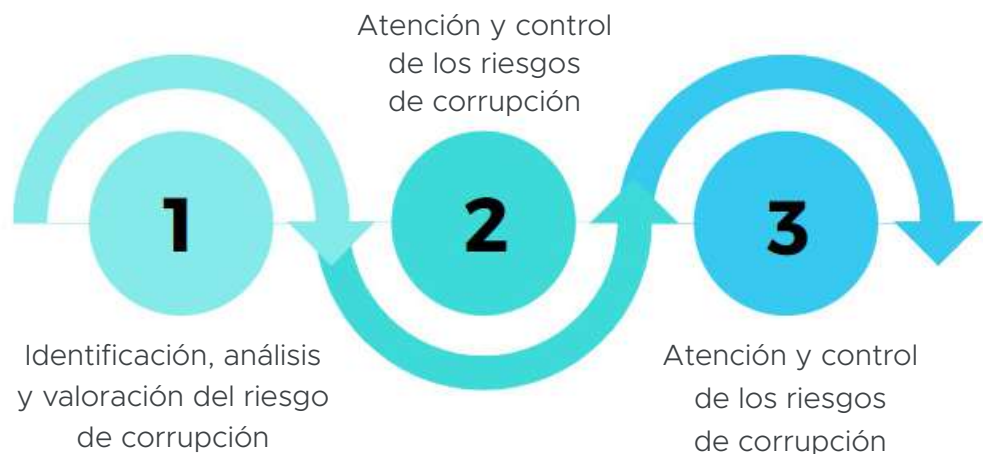 1
Identificación, análisis
y valoración del riesgo
de corrupción
Atención y control
de los riesgos
de corrupción
2
3
Atención y control
de los riesgos
de corrupción